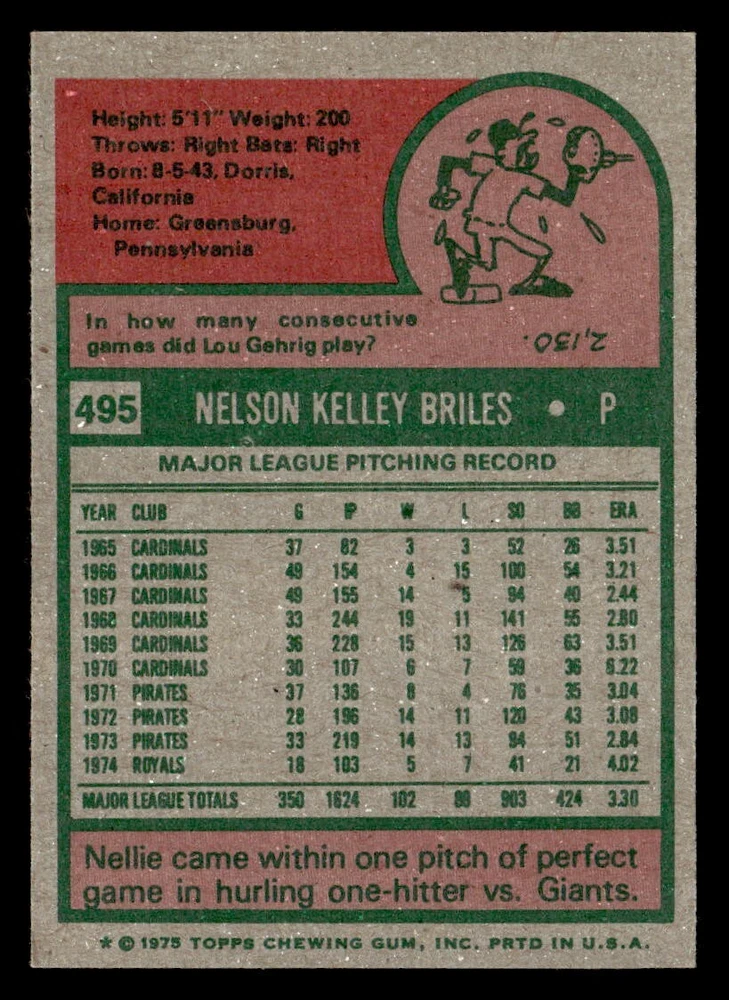 Height: 5'11" Weight: 200
Throws: Right Bats: Right
Born: 8-5-43, Dorris,
California
Home: Greensburg,
Pennsylvania
In how many consecutive
games did Lou Gehrig play?
2,130.
495 NELSON KELLEY BRILES • P
MAJOR LEAGUE PITCHING RECORD
YEAR CLUB G IP W L SO BB ERA
1965 CARDINALS 37 82 3 3 52 26 3.51
1966 CARDINALS 49 154 4 15 100 54 3.21
1967 CARDINALS 49 155 14 5 94 40 2.44
1968 CARDINALS 33 244 19 11 141 55 2.80
1969 CARDINALS 36 228 15 13 126 63 3.51
1970 CARDINALS 30 107 6 7 59 36 6.22
1971 PIRATES 37 136 8 4 76 35 3.04
1972 PIRATES 28 196 14 11 120 43 3.08
1973 PIRATES 33 219 14 13 94 51 2.84
1974 ROYALS 18 103 5 7 41 21 4.02
MAJOR LEAGUE TOTALS 350 1624 102 89 903 424 3.30
Nellie came within one pitch of perfect
game in hurling one-hitter vs. Giants.
* © 1975 TOPPS CHEWING GUM, INC. PRTD IN U.S.A.